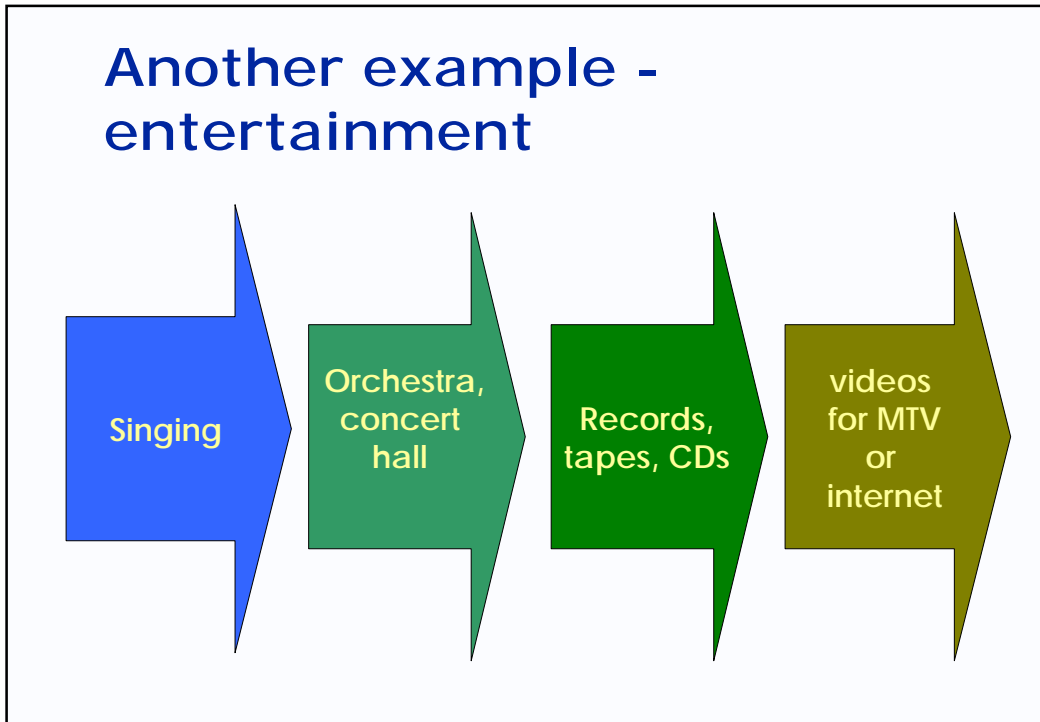 Another example -
entertainment
Singing
Orchestra,
concert
hall
Records,
tapes, CDs
videos
for MTV
or
internet